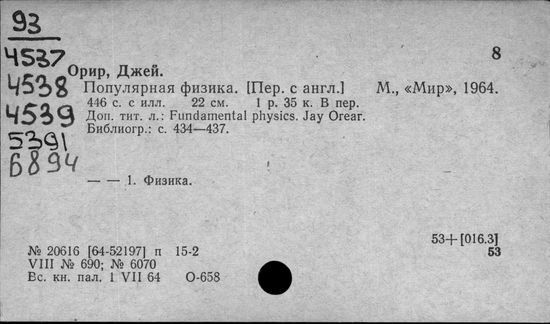 93
4537
4538
4539
5391
6894
8
Орир, Джей.
Популярная физика. [Пер. с англ.] М., «Мир», 1964.
446 с. с илл. 22 см. 1 р. 35 к. В пер.
Доп. тит. л.: Fundamental physics. Jay Orear.
Библиогр.: с. 434—437.
— — 1. Физика.
53+[016.3]
53
№ 20616 [64-52197] п 15-2
VIII № 690; № 6070
Вс. кн. пал. 1 VII 64 О-658